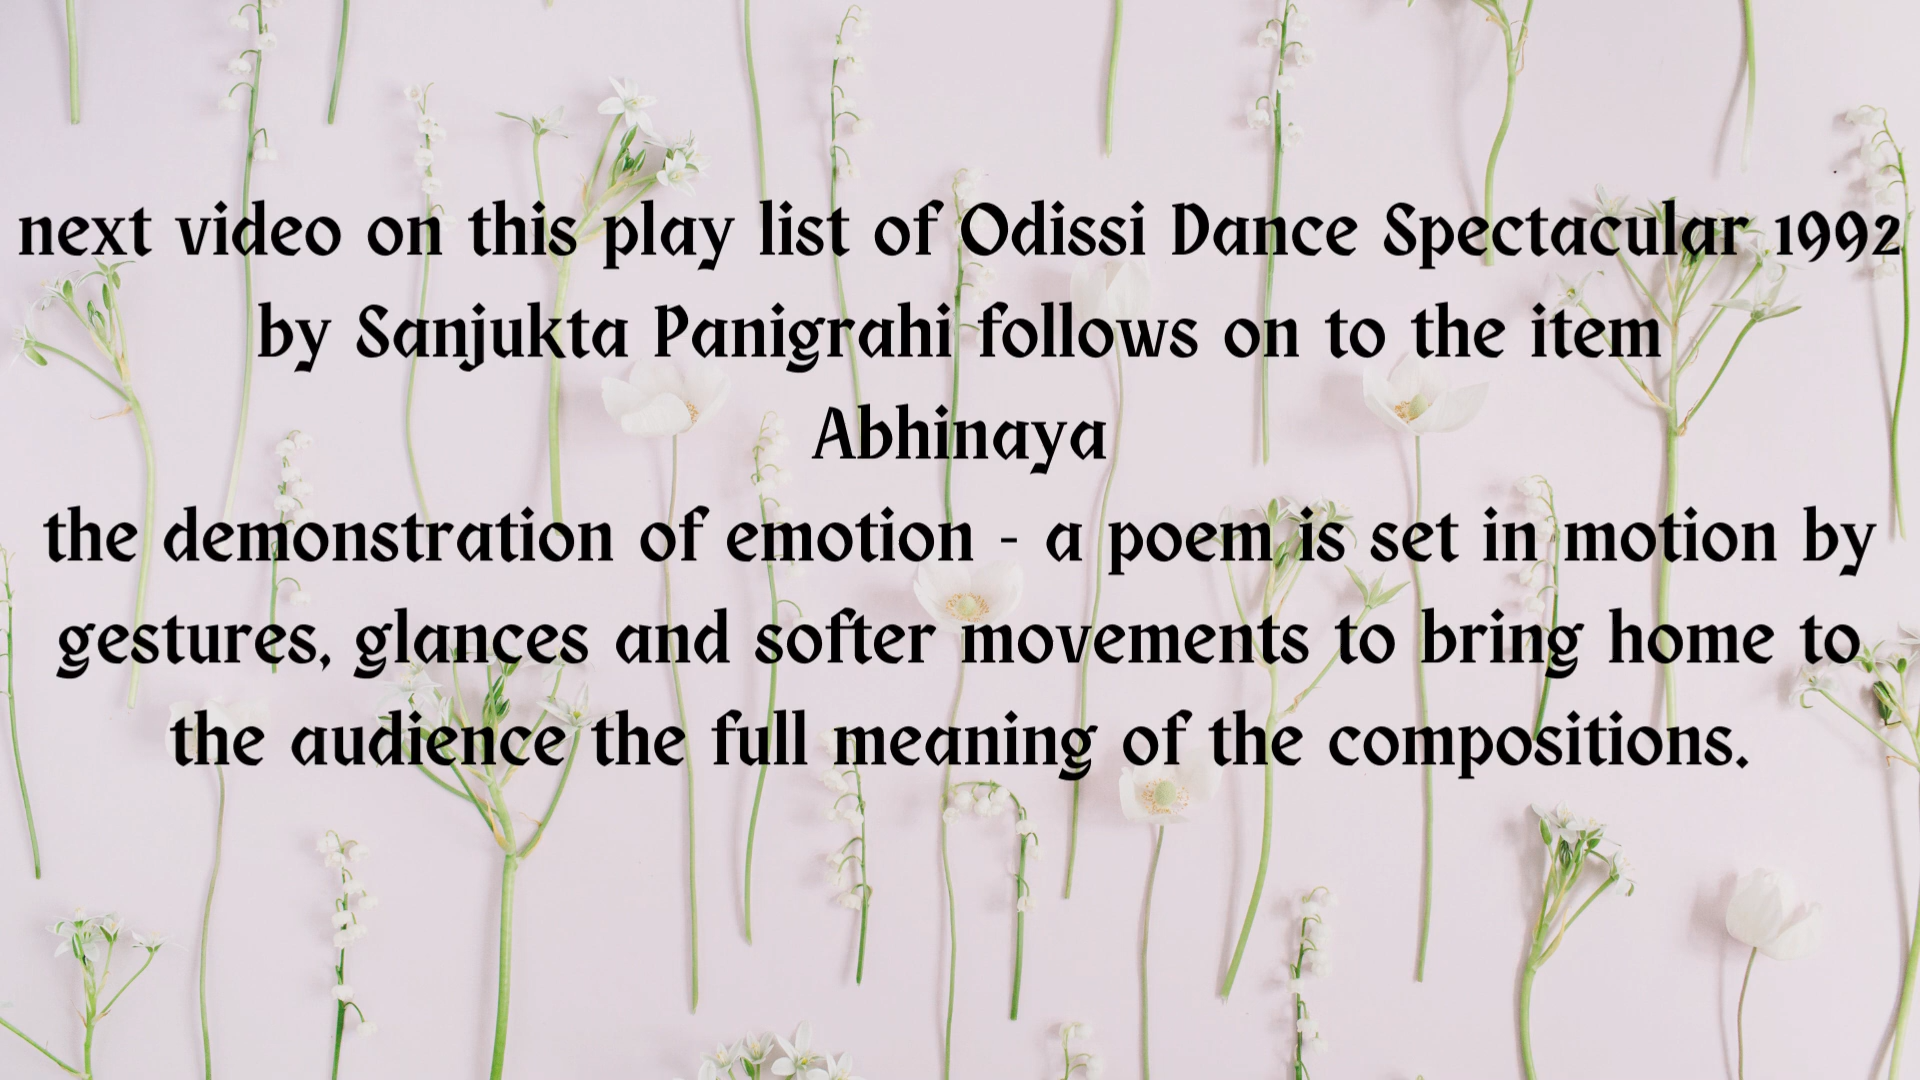 next video on this play list of Odissi Dance Spectacular 1992
by Sanjukta Panigrahi follows on to the item
Abhinaya
the demonstration of emotion - a poem is set in motion by
gestures, glances and softer movements to bring home to
the audience the full meaning of the compositions.